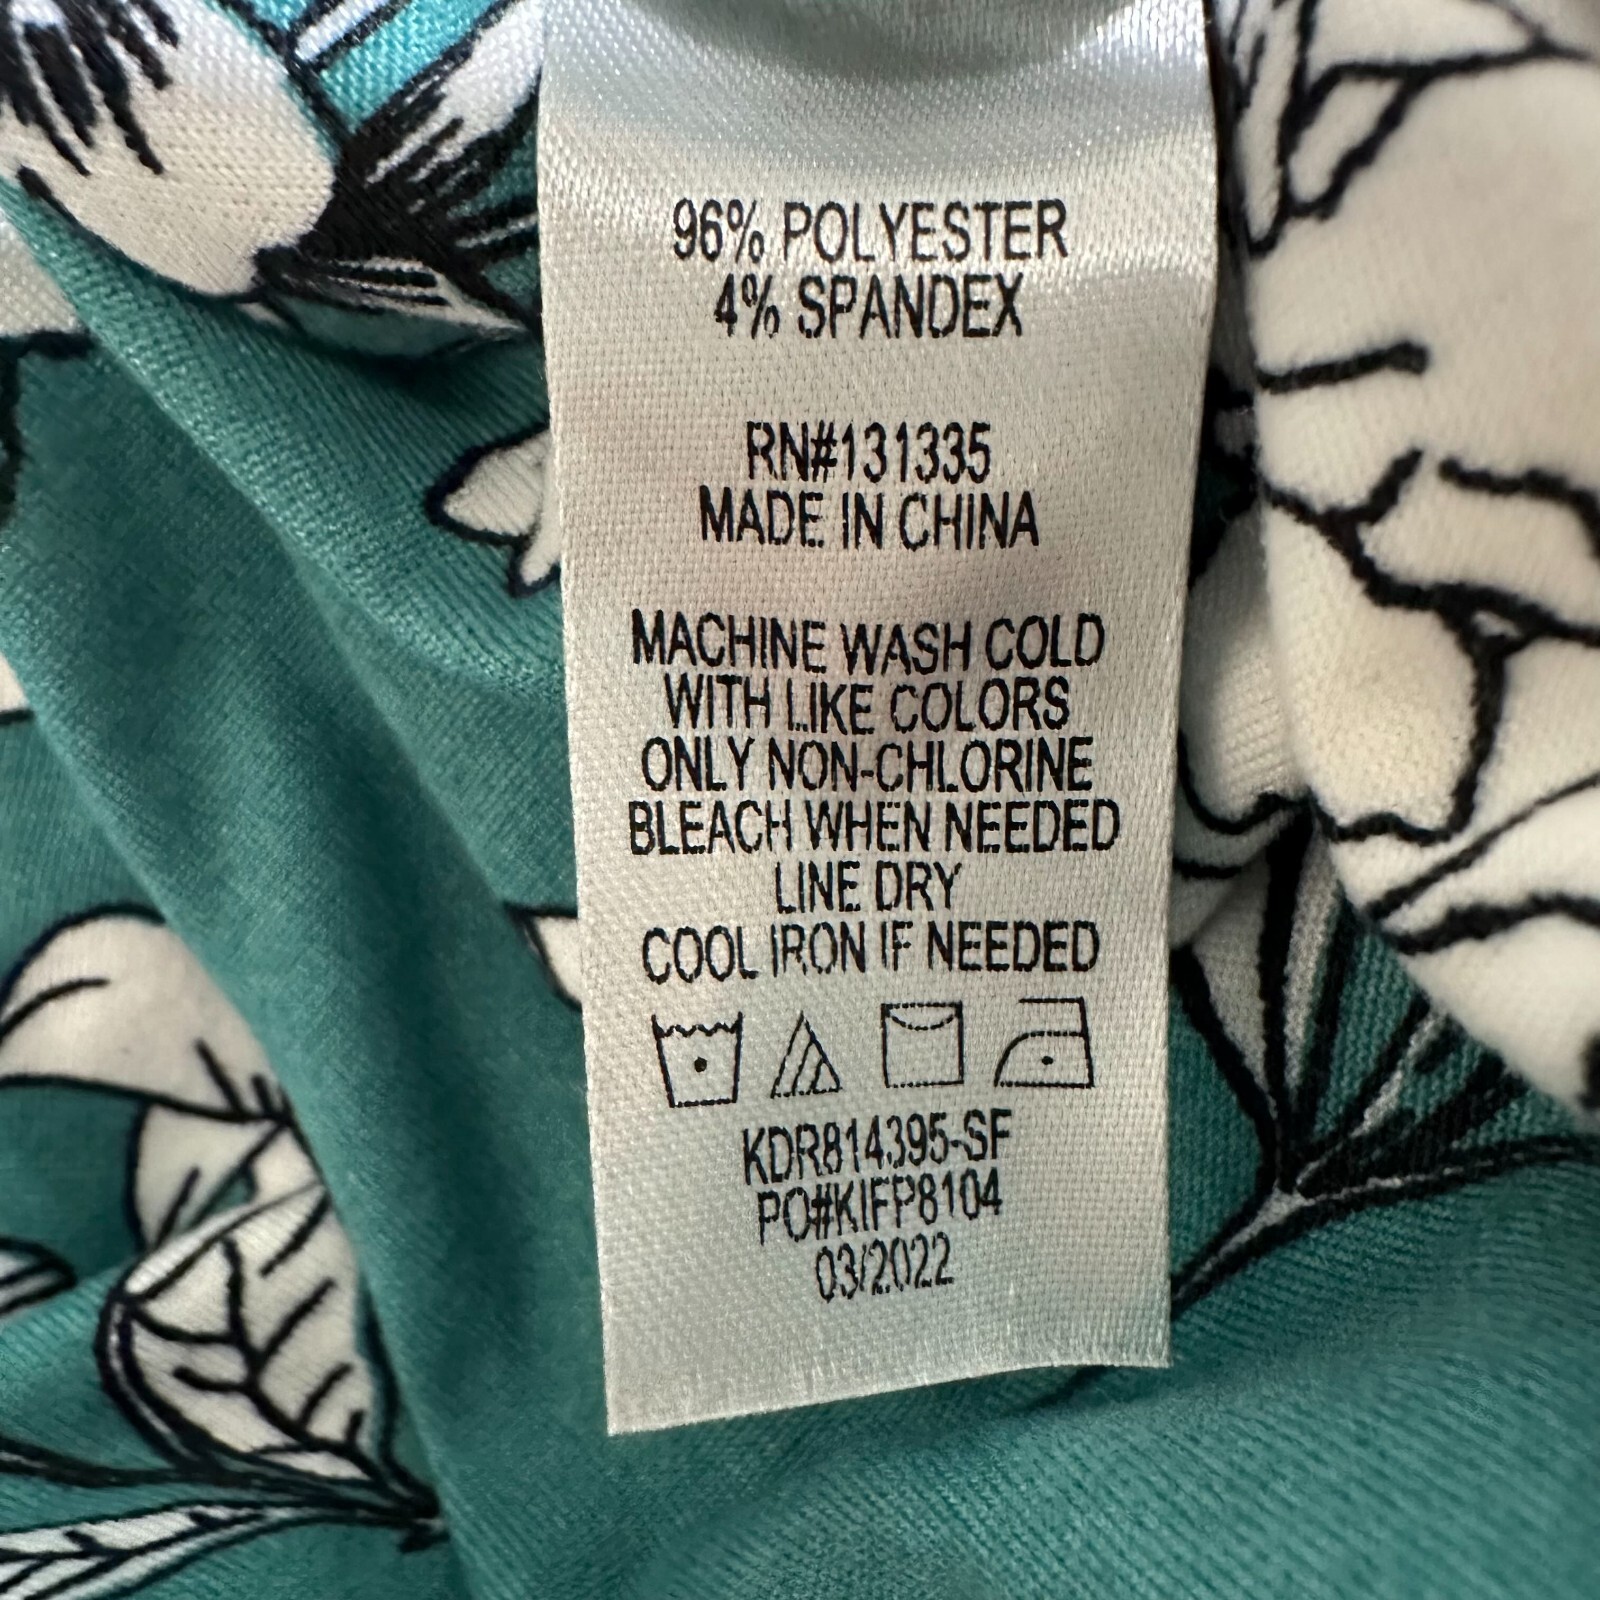 96% POLYESTER
4% SPANDEX
RN#131335
MADE IN CHINA
MACHINE WASH COLD
WITH LIKE COLORS
ONLY NON-CHLORINE
BLEACH WHEN NEEDED
LINE DRY
COOL IRON IF NEEDED
KDR814395-SF
PO#KIFP8104
03/2022